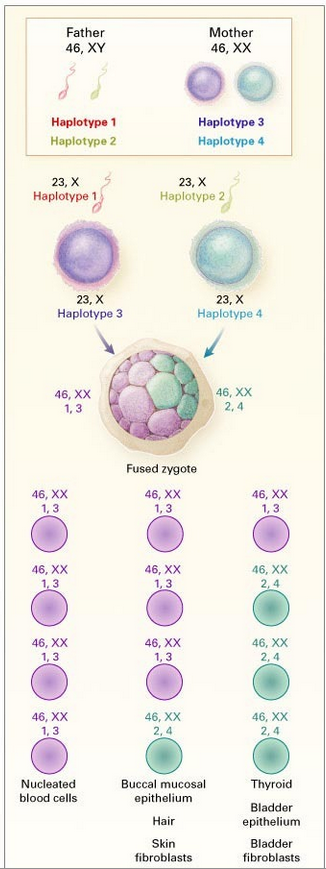 Father
46, XY
Mother
46, XX
Haplotype 1
Haplotype 2
Haplotype 3
Haplotype 4
23, X
Haplotype 1
23, X
Haplotype 2
23, X
Haplotype 3
23, X
Haplotype 4
46, XX
1, 3
46, XX
2, 4
Fused zygote
46, XX
1, 3
46, XX
1, 3
46, XX
1, 3
46, XX
1, 3
46, XX
1, 3
46, XX
2, 4
46, XX
1, 3
46, XX
1, 3
46, XX
2, 4
46, XX
1, 3
46, XX
2, 4
46, XX
2, 4
Nucleated
blood cells
Buccal mucosal
epithelium
Hair
Skin
fibroblasts
Thyroid
Bladder
epithelium
Bladder
fibroblasts